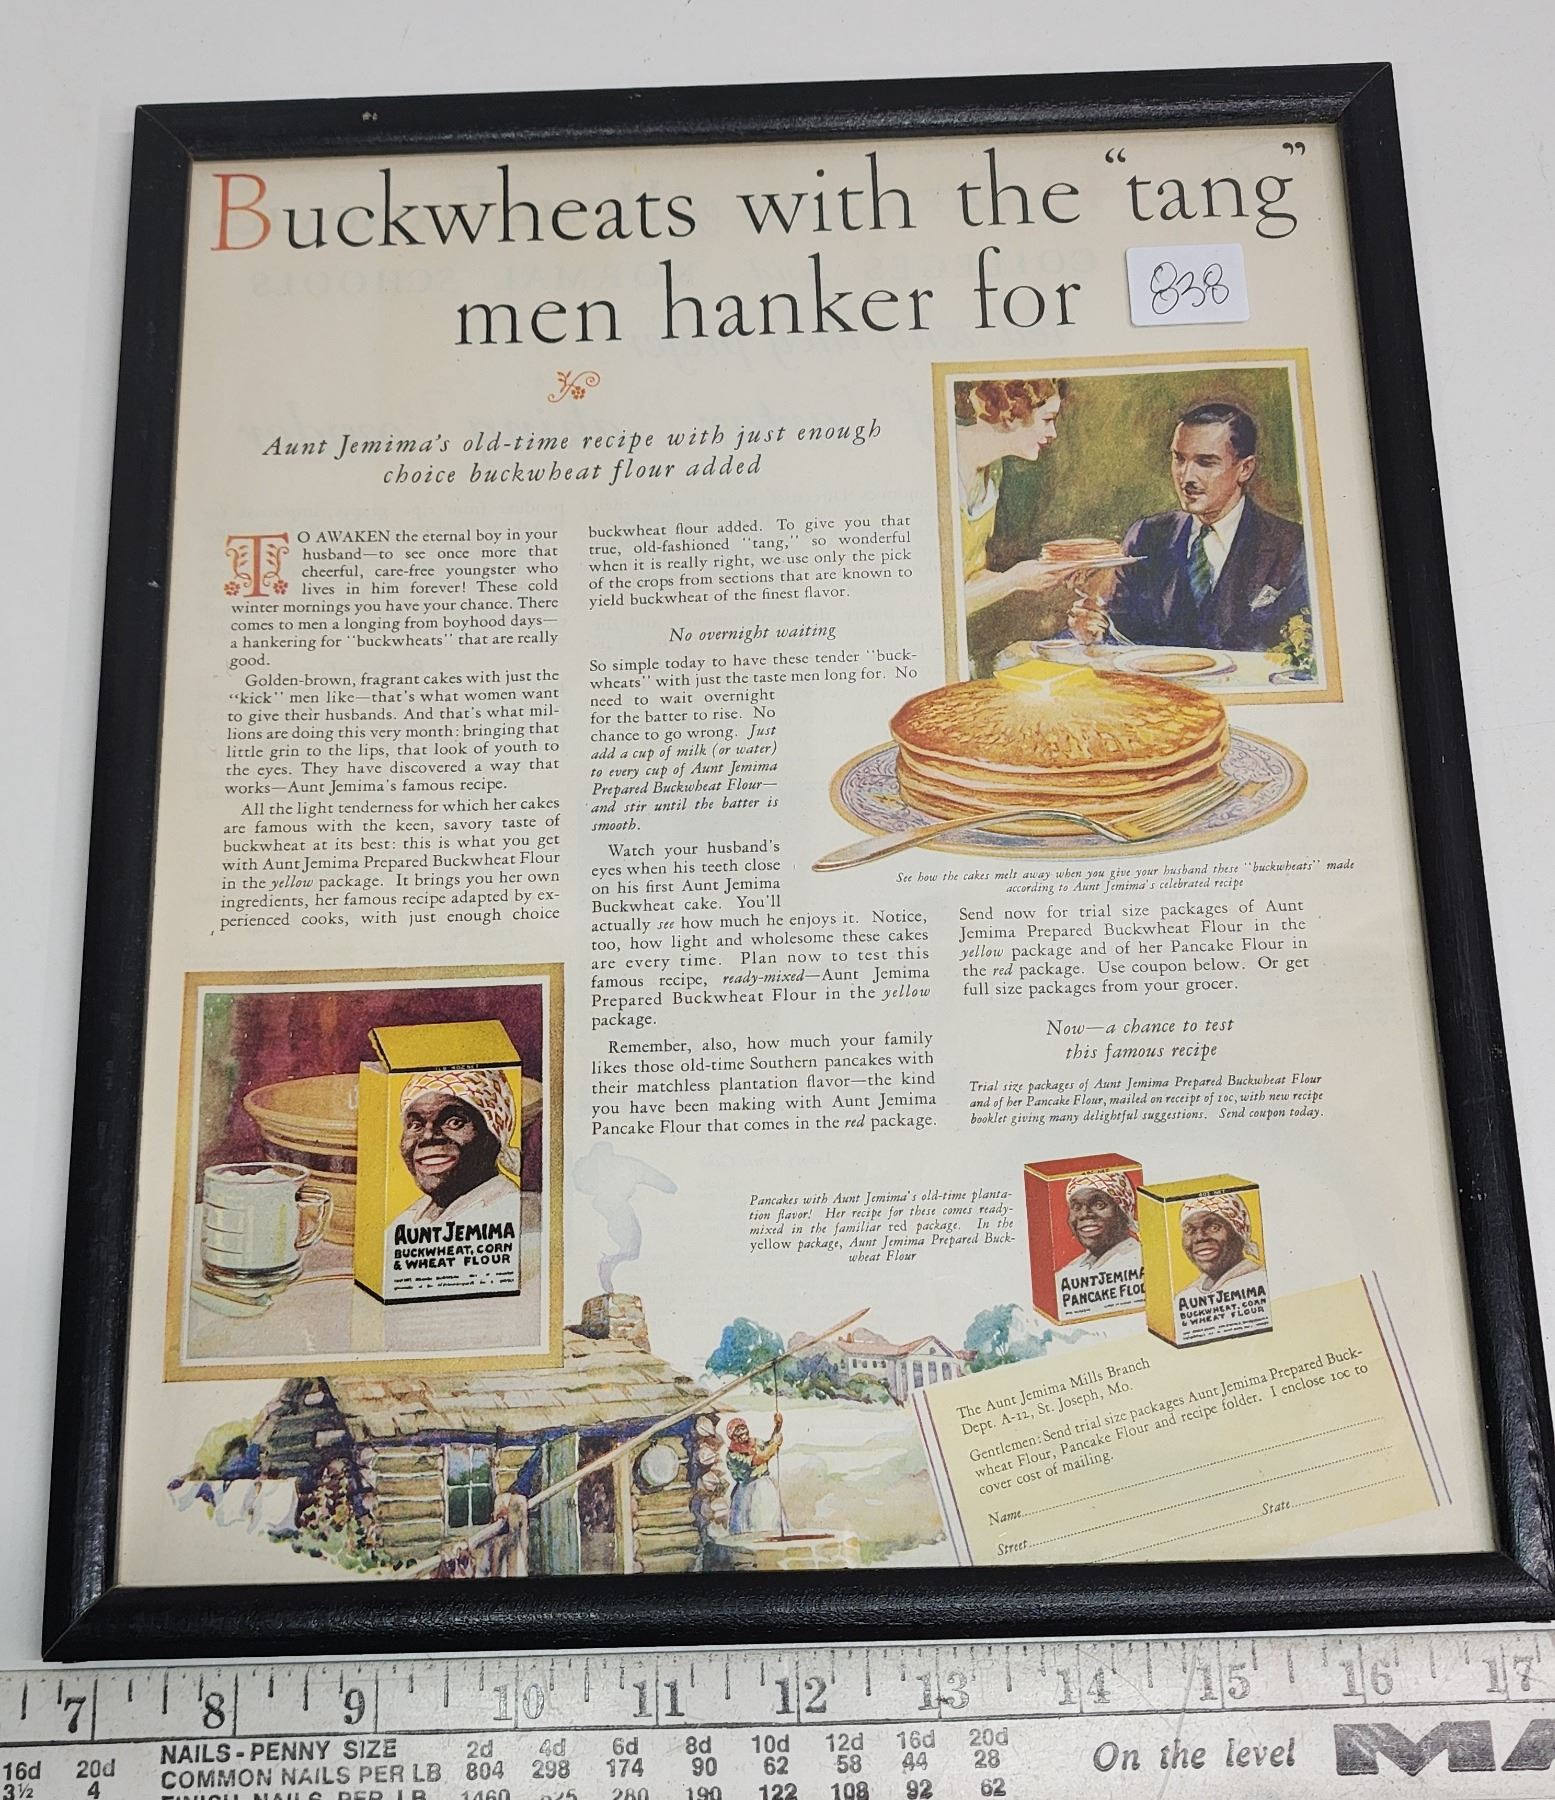 Buckwheats with the "tang"
men hanker for
838
Aunt Jemima's old-time recipe with just enough
choice buckwheat flour added
TO AWAKEN the eternal boy in your
husband—to see once more that
cheerful, care-free youngster who
lives in him forever! These cold
winter mornings you have your chance. There
comes to men a longing from boyhood days—
a hankering for "buckwheats" that are really
good.
Golden-brown, fragrant cakes with just the
"kick" men like—that's what women want
to give their husbands. And that's what mil-
lions are doing this very month: bringing that
little grin to the lips, that look of youth to
the eyes. They have discovered a way that
works—Aunt Jemima's famous recipe.
All the light tenderness for which her cakes
are famous with the keen, savory taste of
buckwheat at its best: this is what you get
with Aunt Jemima Prepared Buckwheat Flour
in the yellow package. It brings you her own
ingredients, her famous recipe adapted by ex-
perienced cooks, with just enough choice
buckwheat flour added. To give you that
true, old-fashioned "tang," so wonderful
when it is really right, we use only the pick
of the crops from sections that are known to
yield buckwheat of the finest flavor.
No overnight waiting
So simple today to have these tender "buck-
wheats" with just the taste men long for. No
need to wait overnight
for the batter to rise. No
chance to go wrong. Just
add a cup of milk (or water)
to every cup of Aunt Jemima
Prepared Buckwheat Flour—
and stir until the batter is
smooth.
Watch your husband's
eyes when his teeth close
on his first Aunt Jemima
Buckwheat cake. You'll
actually see how much he enjoys it. Notice,
too, how light and wholesome these cakes
are every time. Plan now to test this
famous recipe, ready-mixed—Aunt Jemima
Prepared Buckwheat Flour in the yellow
package.
Remember, also, how much your family
likes those old-time Southern pancakes with
their matchless plantation flavor—the kind
you have been making with Aunt Jemima
Pancake Flour that comes in the red package.
See how the cakes melt away when you give your husband these "buckwheats" made
according to Aunt Jemima's celebrated recipe
Send now for trial size packages of Aunt
Jemima Prepared Buckwheat Flour in the
yellow package and of her Pancake Flour in
the red package. Use coupon below. Or get
full size packages from your grocer.
Now—a chance to test
this famous recipe
Trial size packages of Aunt Jemima Prepared Buckwheat Flour
and of her Pancake Flour, mailed on receipt of 10c, with new recipe
booklet giving many delightful suggestions. Send coupon today.
AUNT JEMIMA
BUCKWHEAT, CORN
& WHEAT FLOUR
Pancakes with Aunt Jemima's old-time planta-
tion flavor! Her recipe for these comes ready-
mixed in the familiar red package. In the
yellow package, Aunt Jemima Prepared Buck-
wheat Flour
AUNT JEMIMA
PANCAKE FLO
AUNT JEMIMA
BUCKWHEAT, CORN
& WHEAT FLOUR
The Aunt Jemima Mills Branch
Dept. A-12, St. Joseph, Mo.
Gentlemen: Send trial size packages Aunt Jemima Prepared Buck-
wheat Flour, Pancake Flour and recipe folder. I enclose 10c to
cover cost of mailing.
Name
Street
State
7 8 9 10 11 12 13 14 15 16 17
16d 20d NAILS-PENNY SIZE 2d 4d 6d 8d 10d 12d 16d 20d
3½ 4 COMMON NAILS PER LB 804 298 174 90 62 58 44 28
FINISH NAILS PER LB 1460 280 190 122 108 92 62
On the level